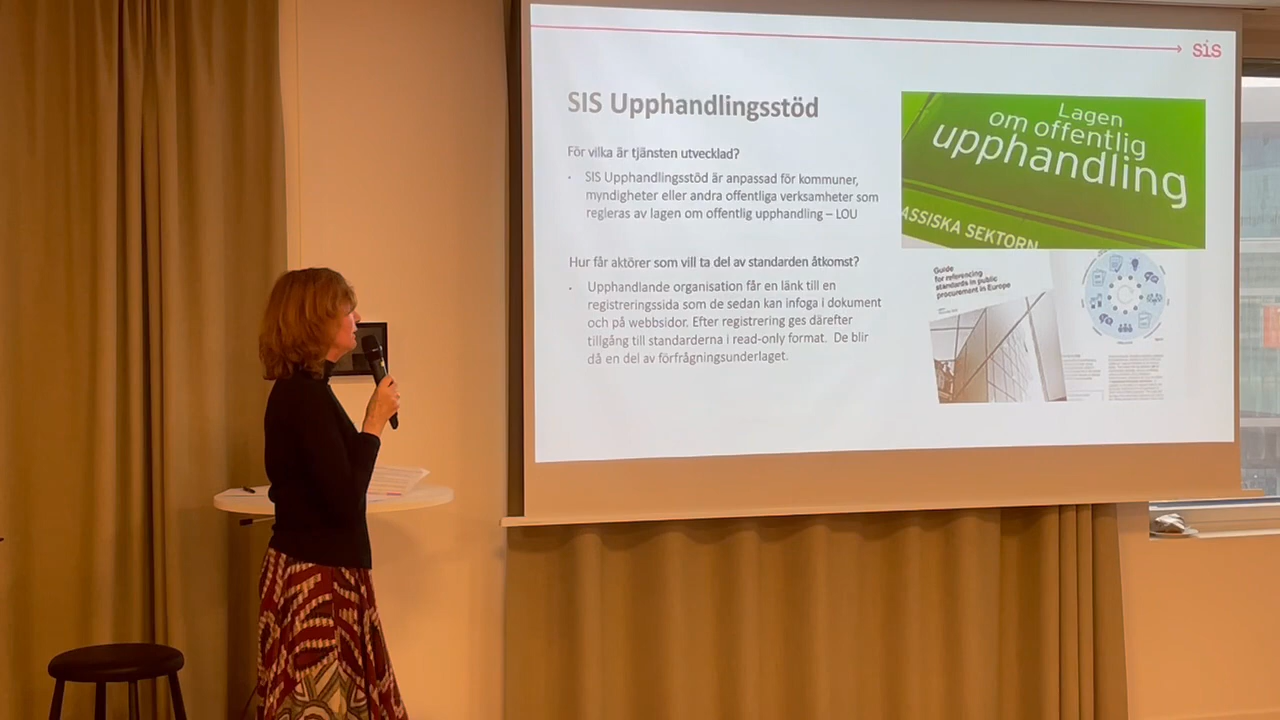 sis
SIS Upphandlingsstöd
För vilka är tjänsten utvecklad?
• SIS Upphandlingsstöd är anpassad för kommuner,
myndigheter eller andra offentliga verksamheter som
regleras av lagen om offentlig upphandling – LOU
Hur får aktörer som vill ta del av standarden åtkomst?
• Upphandlande organisation får en länk till en
registreringssida som de sedan kan infoga i dokument
och på webbsidor. Efter registrering ges därefter
tillgång till standarderna i read-only format. De blir
då en del av förfrågningsunderlaget.
Lagen
om offentlig
upphandling
ASSISKA SEKTORN
Guide
for referencing
standards in public
procurement in Europe